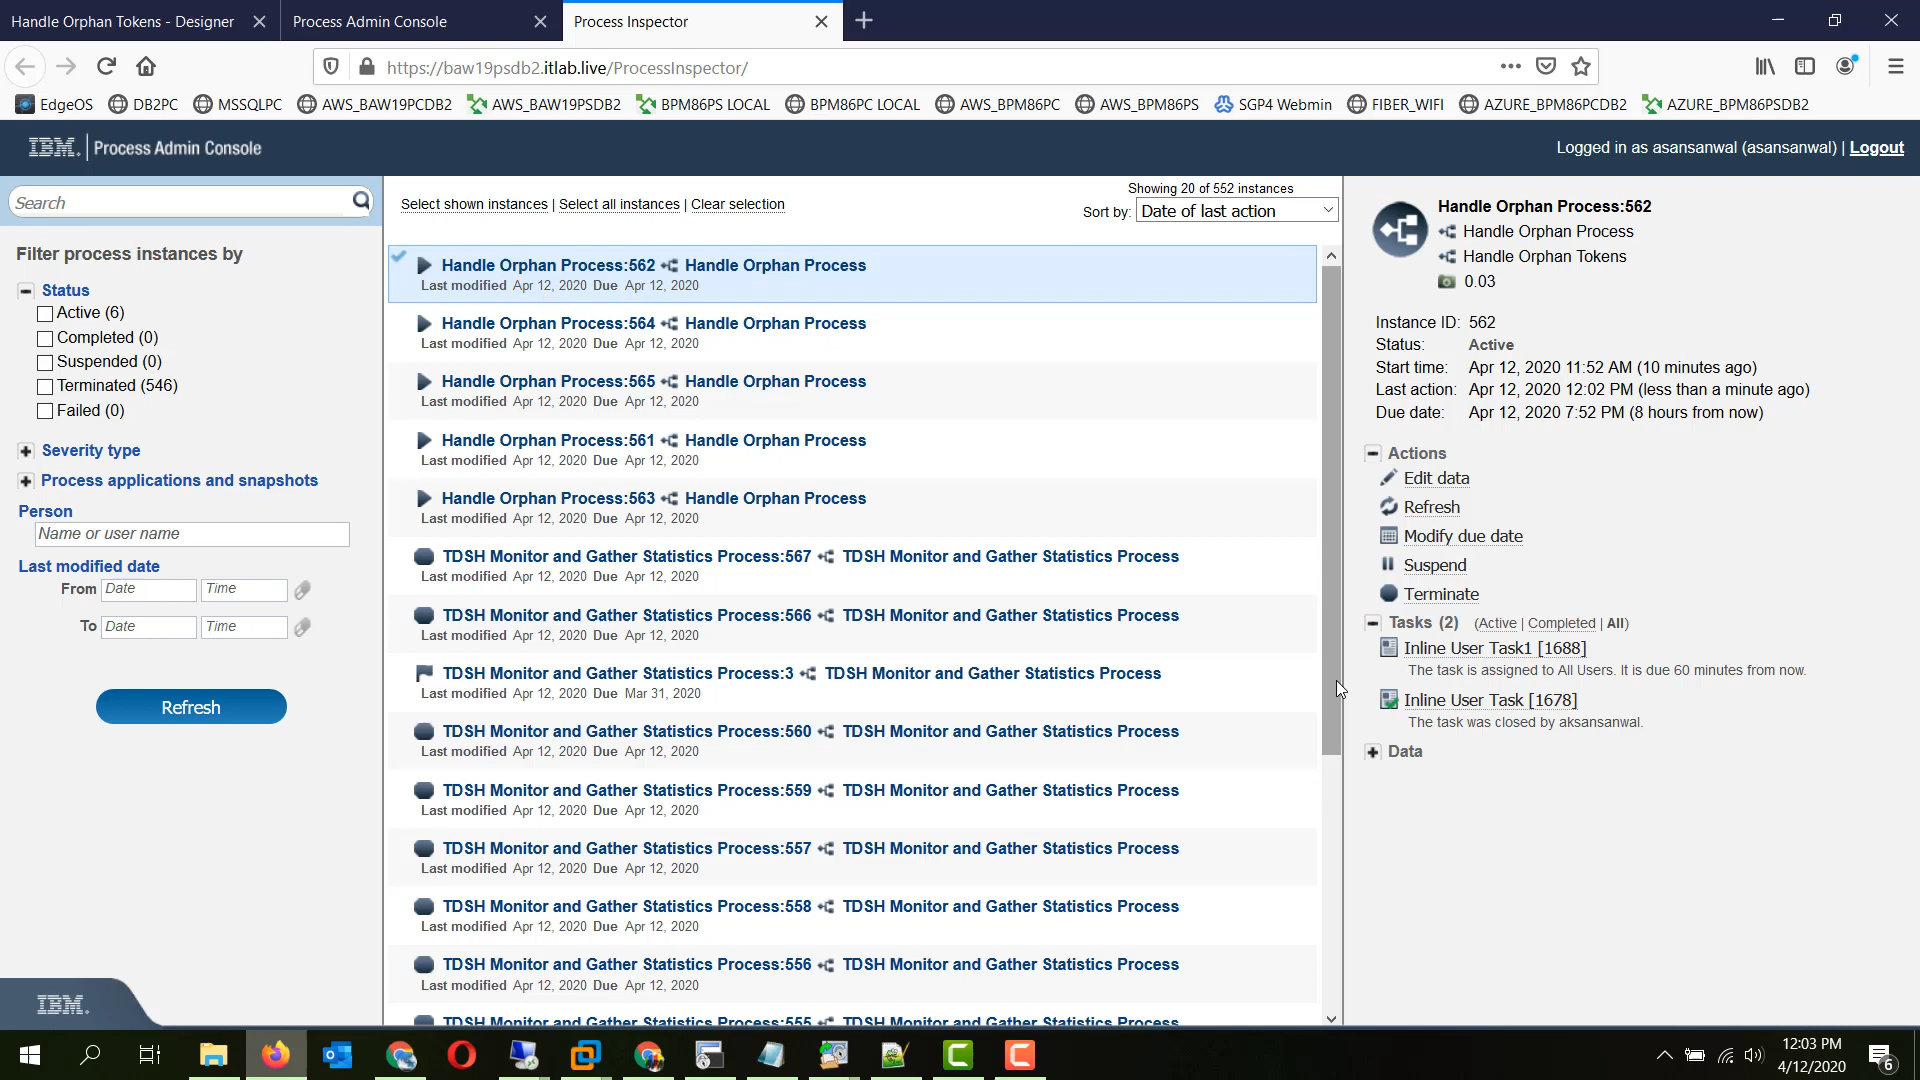 Handle Orphan Tokens - Designer
Process Admin Console
Process Inspector
https://baw19psdb2.itlab.live/ProcessInspector/
EdgeOS
DB2PC
MSSQLPC
AWS_BAW19PCDB2
AWS_BAW19PSDB2
BPM86PS LOCAL
BPM86PC LOCAL
AWS_BPM86PC
AWS_BPM86PS
SGP4 Webmin
FIBER_WIFI
AZURE_BPM86PCDB2
AZURE_BPM86PSDB2
IBM. Process Admin Console
Logged in as asansanwal (asansanwal) | Logout
Search
Filter process instances by
Status
Active (6)
Completed (0)
Suspended (0)
Terminated (546)
Failed (0)
Severity type
Process applications and snapshots
Person
Name or user name
Last modified date
From Date Time
To Date Time
Refresh
IBM.
Select shown instances | Select all instances | Clear selection
Showing 20 of 552 instances
Sort by: Date of last action
Handle Orphan Process:562 Handle Orphan Process
Last modified Apr 12, 2020 Due Apr 12, 2020
Handle Orphan Process:564 Handle Orphan Process
Last modified Apr 12, 2020 Due Apr 12, 2020
Handle Orphan Process:565 Handle Orphan Process
Last modified Apr 12, 2020 Due Apr 12, 2020
Handle Orphan Process:561 Handle Orphan Process
Last modified Apr 12, 2020 Due Apr 12, 2020
Handle Orphan Process:563 Handle Orphan Process
Last modified Apr 12, 2020 Due Apr 12, 2020
TDSH Monitor and Gather Statistics Process:567 TDSH Monitor and Gather Statistics Process
Last modified Apr 12, 2020 Due Apr 12, 2020
TDSH Monitor and Gather Statistics Process:566 TDSH Monitor and Gather Statistics Process
Last modified Apr 12, 2020 Due Apr 12, 2020
TDSH Monitor and Gather Statistics Process:3 TDSH Monitor and Gather Statistics Process
Last modified Apr 12, 2020 Due Mar 31, 2020
TDSH Monitor and Gather Statistics Process:560 TDSH Monitor and Gather Statistics Process
Last modified Apr 12, 2020 Due Apr 12, 2020
TDSH Monitor and Gather Statistics Process:559 TDSH Monitor and Gather Statistics Process
Last modified Apr 12, 2020 Due Apr 12, 2020
TDSH Monitor and Gather Statistics Process:557 TDSH Monitor and Gather Statistics Process
Last modified Apr 12, 2020 Due Apr 12, 2020
TDSH Monitor and Gather Statistics Process:558 TDSH Monitor and Gather Statistics Process
Last modified Apr 12, 2020 Due Apr 12, 2020
TDSH Monitor and Gather Statistics Process:556 TDSH Monitor and Gather Statistics Process
Last modified Apr 12, 2020 Due Apr 12, 2020
TDSH Monitor and Gather Statistics Process:555 TDSH Monitor and Gather Statistics Process
Handle Orphan Process:562
Handle Orphan Process
Handle Orphan Tokens
0.03
Instance ID: 562
Status: Active
Start time: Apr 12, 2020 11:52 AM (10 minutes ago)
Last action: Apr 12, 2020 12:02 PM (less than a minute ago)
Due date: Apr 12, 2020 7:52 PM (8 hours from now)
Actions
Edit data
Refresh
Modify due date
Suspend
Terminate
Tasks (2) (Active | Completed | All)
Inline User Task1 [1688]
The task is assigned to All Users. It is due 60 minutes from now.
Inline User Task [1678]
The task was closed by aksansanwal.
Data
12:03 PM
4/12/2020
6